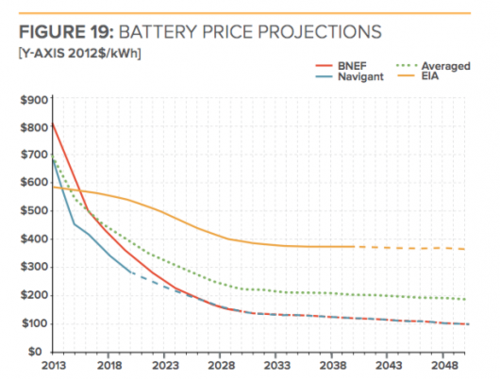 FIGURE 19: BATTERY PRICE PROJECTIONS
[Y-AXIS 2012$/kWh]
BNEF Averaged
Navigant EIA
$900
$800
$700
$600
$500
$400
$300
$200
$100
$0
2013 2018 2023 2028 2033 2038 2043 2048